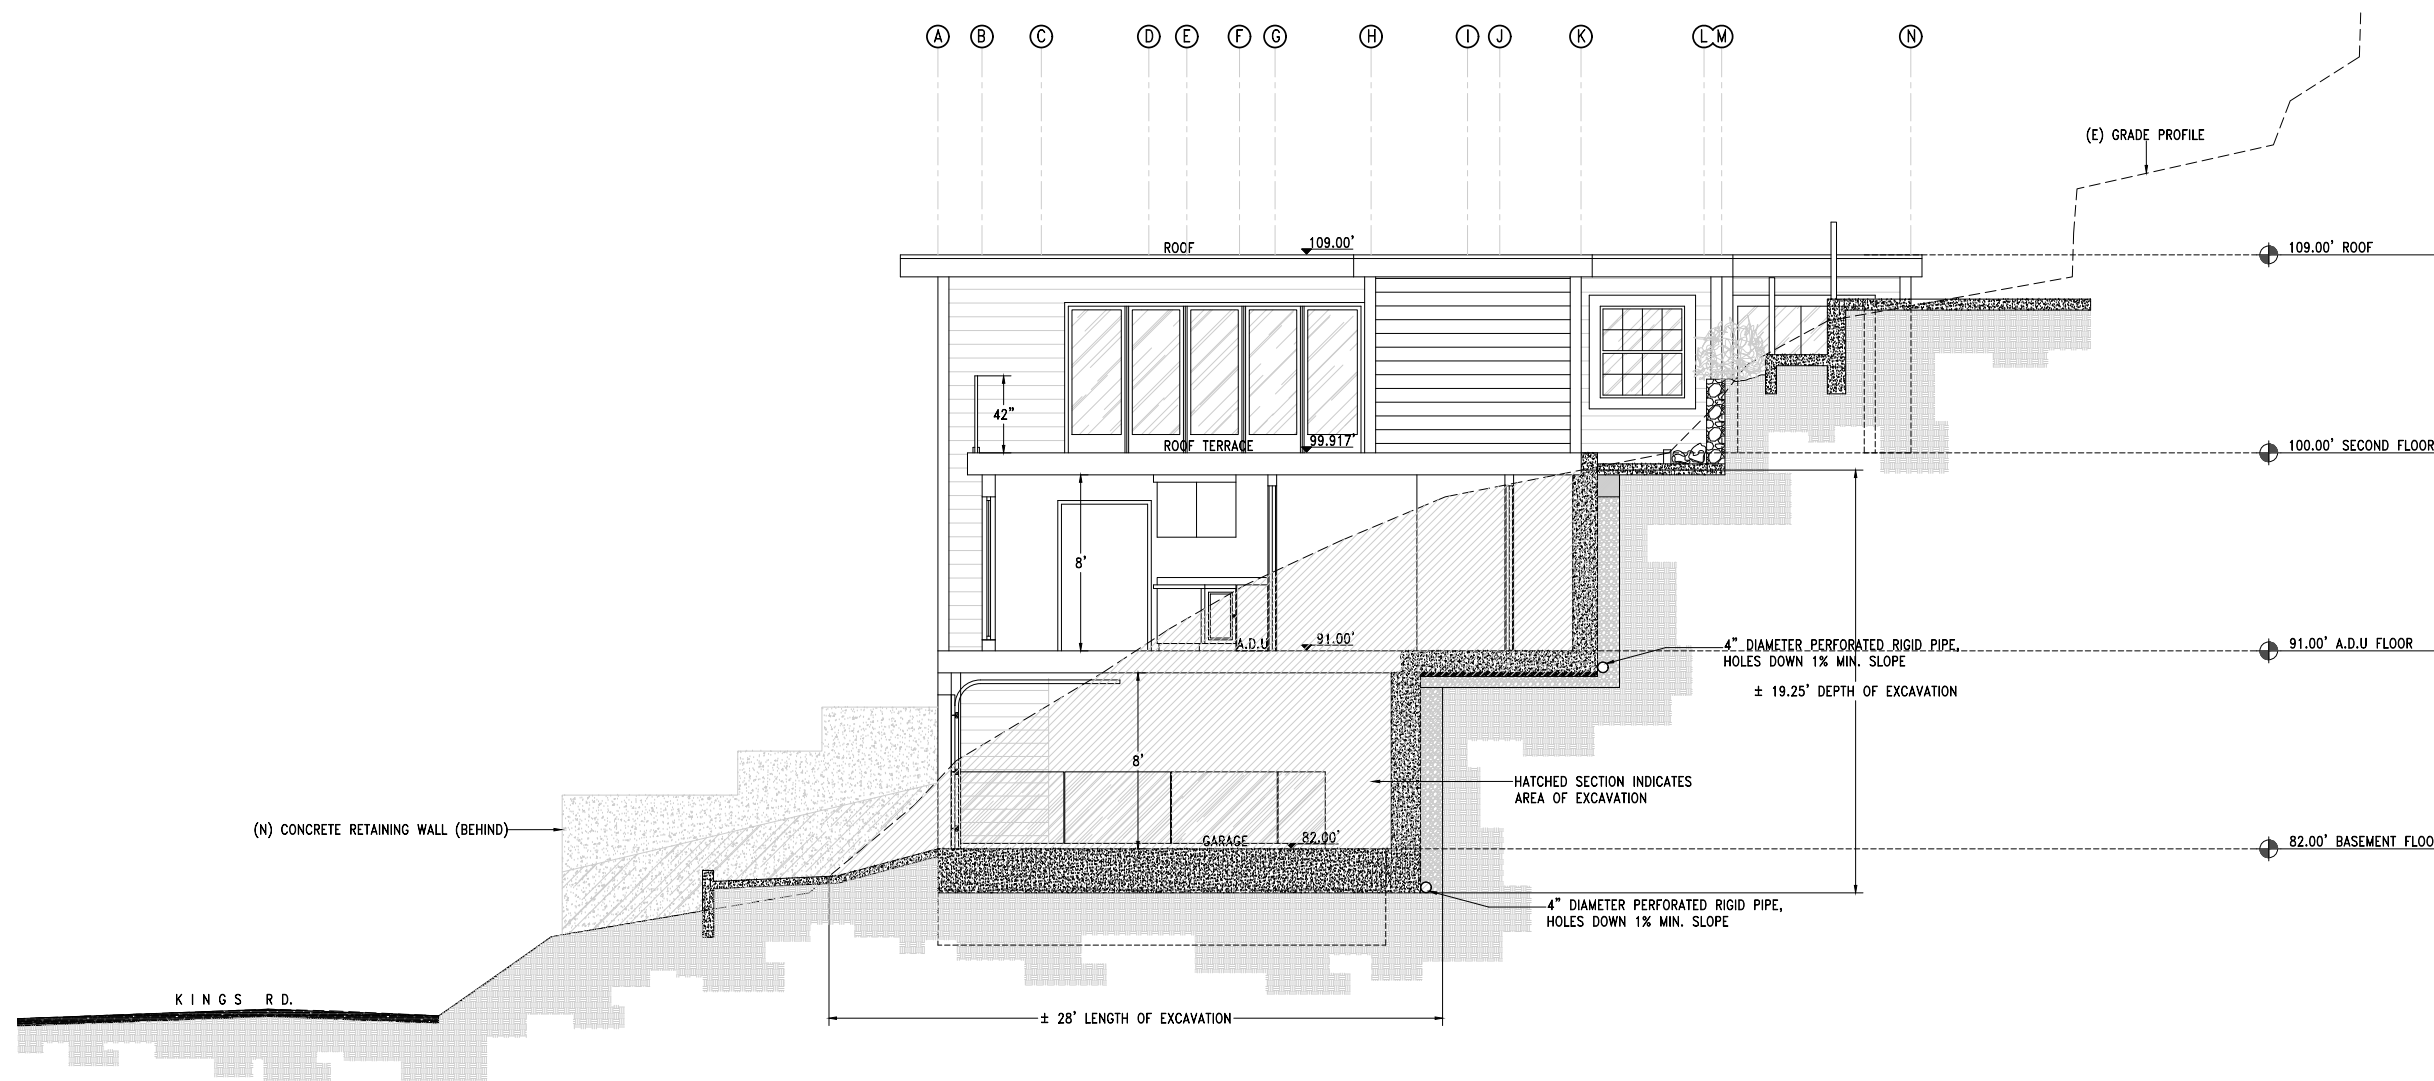 A B C D E F G H I J K L M N
(E) GRADE PROFILE
ROOF 109.00'
109.00' ROOF
42"
ROOF TERRACE 99.917'
100.00' SECOND FLOOR
8'
A.D.U 91.00'
91.00' A.D.U FLOOR
4" DIAMETER PERFORATED RIGID PIPE,
HOLES DOWN 1% MIN. SLOPE
± 19.25' DEPTH OF EXCAVATION
8'
HATCHED SECTION INDICATES
AREA OF EXCAVATION
(N) CONCRETE RETAINING WALL (BEHIND)
GARAGE 82.00'
82.00' BASEMENT FLOO
4" DIAMETER PERFORATED RIGID PIPE,
HOLES DOWN 1% MIN. SLOPE
KINGS RD.
± 28' LENGTH OF EXCAVATION